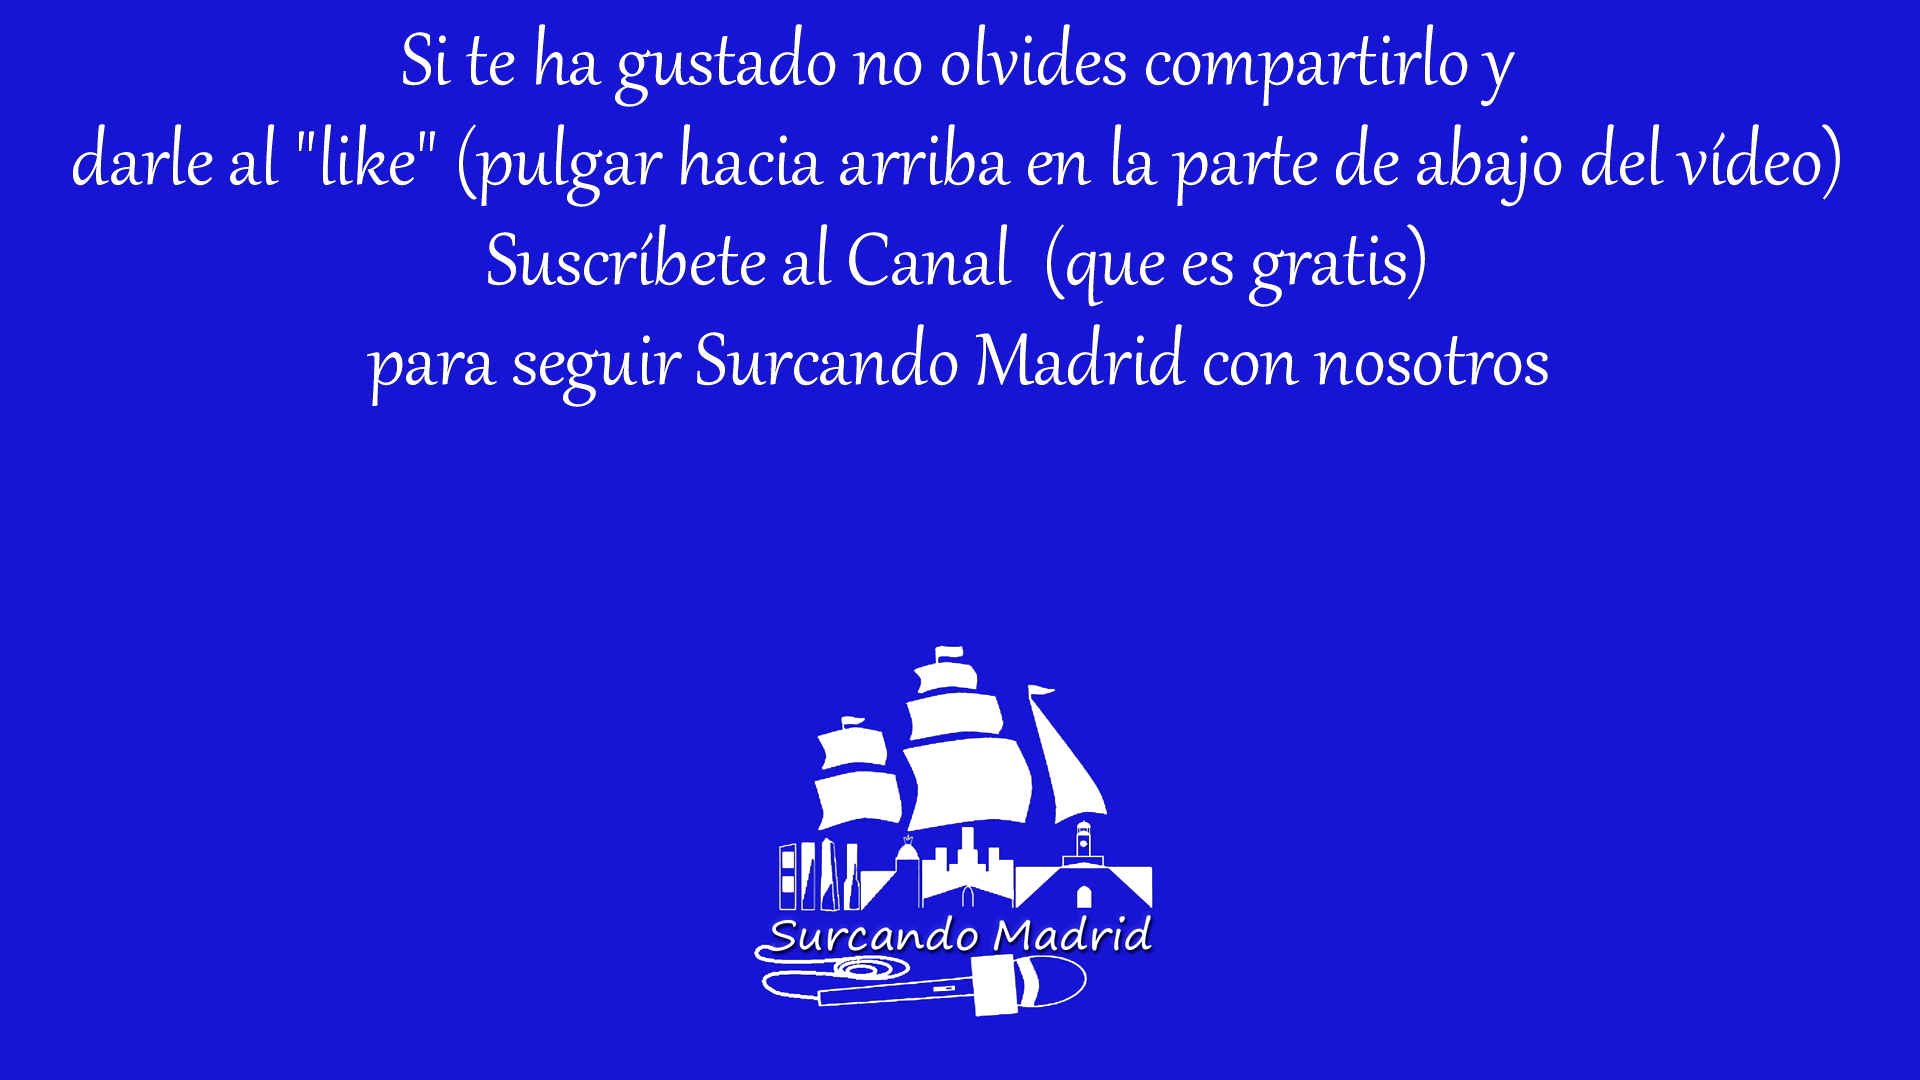 Si te ha gustado no olvides compartirlo y
darle al "like" (pulgar hacia arriba en la parte de abajo del vídeo)
Suscríbete al Canal (que es gratis)
para seguir Surcando Madrid con nosotros
Surcando Madrid